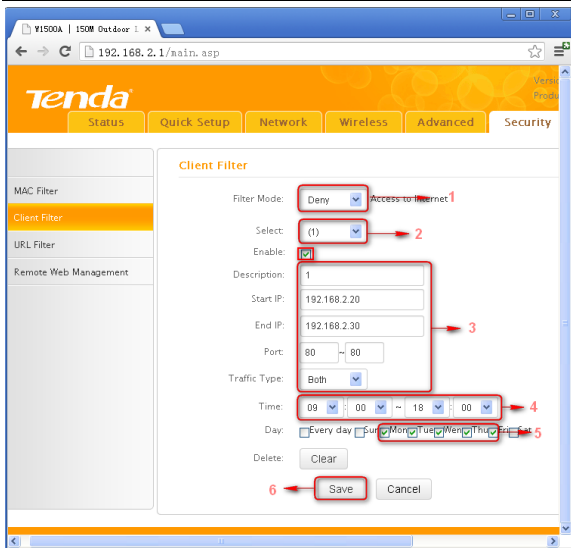 W1500A | 150M Outdoor
192.168.2.1/main.asp
Tenda
Status Quick Setup Network Wireless Advanced Security
MAC Filter
Client Filter
URL Filter
Remote Web Management
Client Filter
Filter Mode: Deny Access to Internet 1
Select: (1) 2
Enable:
Description: 1
Start IP: 192.168.2.20
End IP: 192.168.2.30 3
Port: 80 ~ 80
Traffic Type: Both
Time: 09 : 00 ~ 18 : 00 4
Day: Every day Sun Mon Tue Wen Thu Fri Sat 5
Delete: Clear
6 Save Cancel